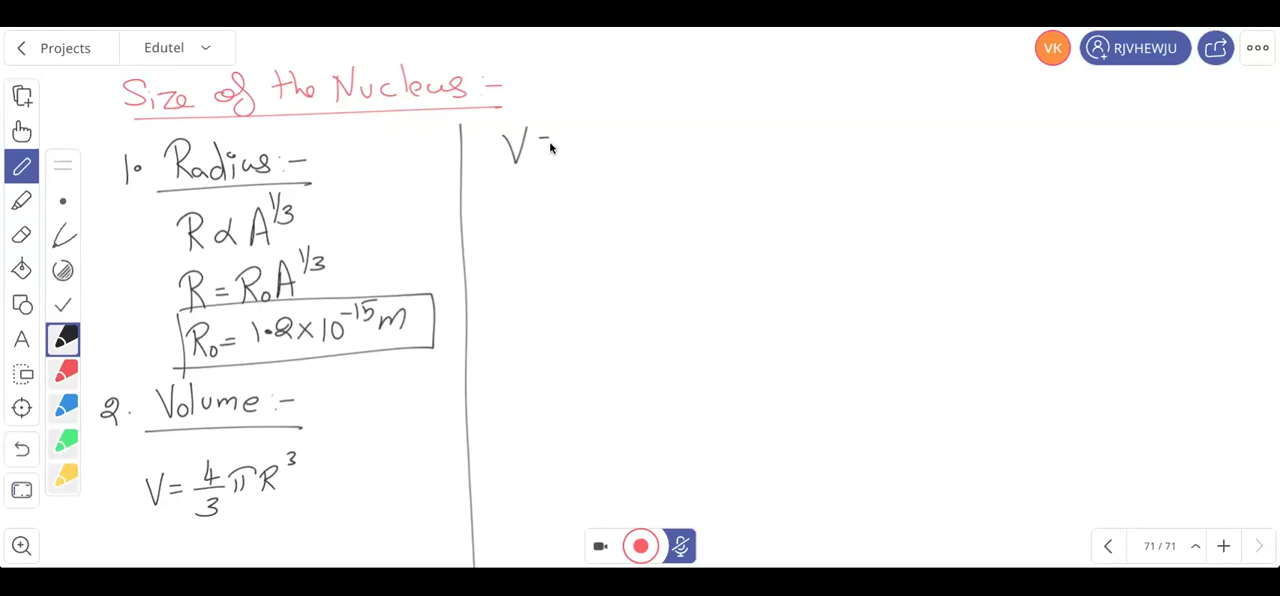 Projects
Edutel
VK
RJVHEWJU
Size of the Nucleus :-
1. Radius :-
R ∝ A^1/3
R = R₀A^1/3
R₀ = 1.2 × 10^-15 m
2. Volume :-
V = 4/3 πR^3
V =
A
71 / 71